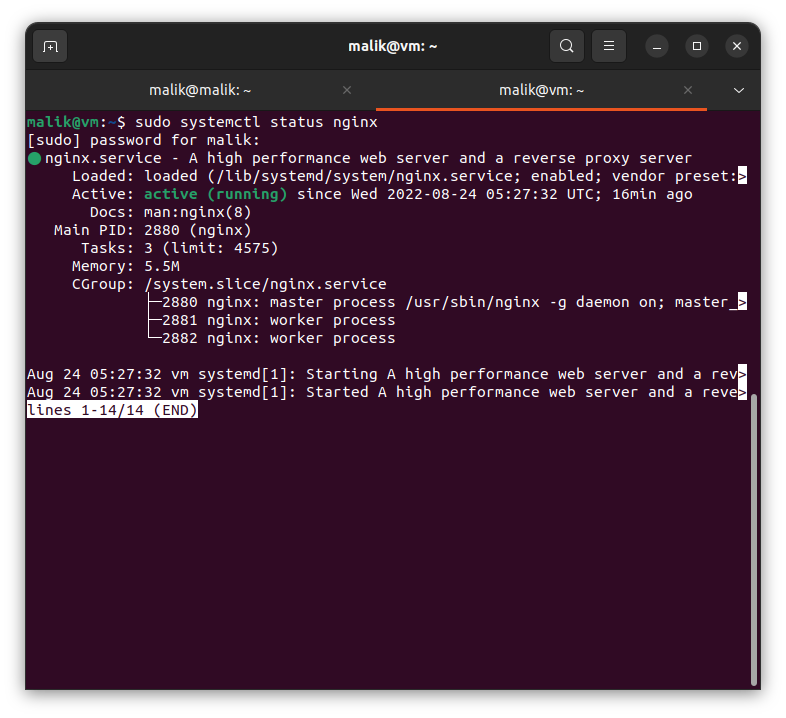 malik@vm: ~
malik@malik: ~
malik@vm: ~
malik@vm:~$ sudo systemctl status nginx
[sudo] password for malik:
●nginx.service - A high performance web server and a reverse proxy server
     Loaded: loaded (/lib/systemd/system/nginx.service; enabled; vendor preset:>
     Active: active (running) since Wed 2022-08-24 05:27:32 UTC; 16min ago
       Docs: man:nginx(8)
   Main PID: 2880 (nginx)
      Tasks: 3 (limit: 4575)
     Memory: 5.5M
     CGroup: /system.slice/nginx.service
             ├─2880 nginx: master process /usr/sbin/nginx -g daemon on; master_>
             ├─2881 nginx: worker process
             └─2882 nginx: worker process
Aug 24 05:27:32 vm systemd[1]: Starting A high performance web server and a rev>
Aug 24 05:27:32 vm systemd[1]: Started A high performance web server and a reve>
lines 1-14/14 (END)